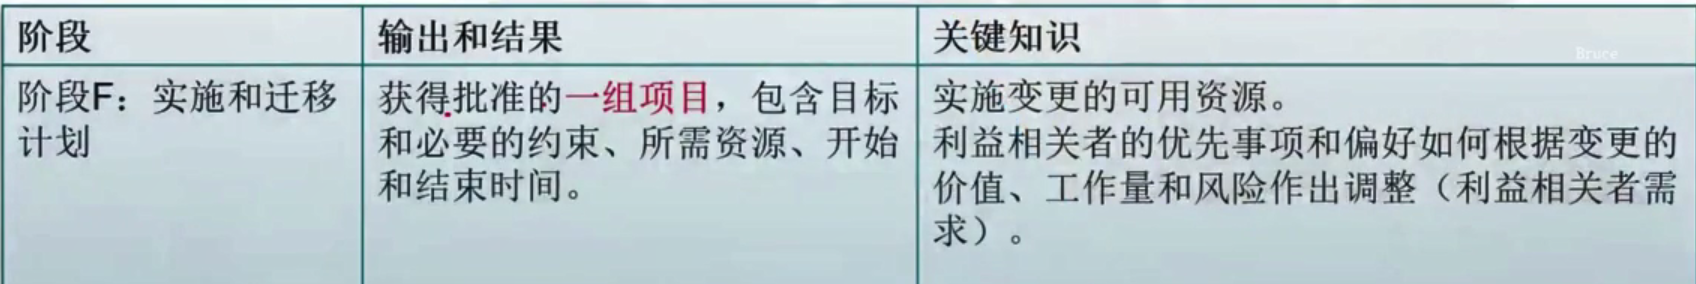 阶段
输出和结果
关键知识
Bruce
阶段F：实施和迁移
计划
获得批准的一组项目，包含目标
和必要的约束、所需资源、开始
和结束时间。
实施变更的可用资源。
利益相关者的优先事项和偏好如何根据变更的
价值、工作量和风险作出调整（利益相关者需
求）。